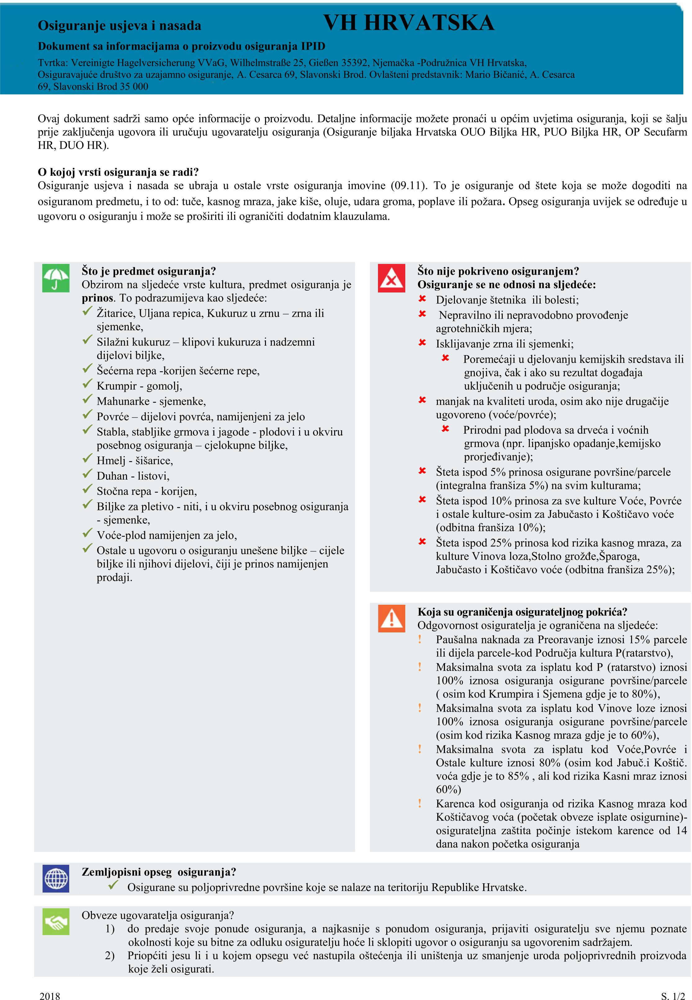 Osiguranje usjeva i nasada
VH HRVATSKA
Dokument sa informacijama o proizvodu osiguranja IPID
Tvrtka: Vereinigte Hagelversicherung VVaG, Wilhelmstraße 25, Gießen 35392, Njemačka -Podružnica VH Hrvatska,
Osiguravajuće društvo za uzajamno osiguranje, A. Cesarca 69, Slavonski Brod. Ovlašteni predstavnik: Mario Bičanić, A. Cesarca
69, Slavonski Brod 35 000
Ovaj dokument sadrži samo opće informacije o proizvodu. Detaljne informacije možete pronaći u općim uvjetima osiguranja, koji se šalju
prije zaključenja ugovora ili uručuju ugovaratelju osiguranja (Osiguranje biljaka Hrvatska OUO Biljka HR, PUO Biljka HR, OP Secufarm
HR, DUO HR).
O kojoj vrsti osiguranja se radi?
Osiguranje usjeva i nasada se ubraja u ostale vrste osiguranja imovine (09.11). To je osiguranje od štete koja se može dogoditi na
osiguranom predmetu, i to od: tuče, kasnog mraza, jake kiše, oluje, udara groma, poplave ili požara. Opseg osiguranja uvijek se određuje u
ugovoru o osiguranju i može se proširiti ili ograničiti dodatnim klauzulama.
Što je predmet osiguranja?
Obzirom na sljedeće vrste kultura, predmet osiguranja je
prinos. To podrazumijeva kao sljedeće:
✓ Žitarice, Uljana repica, Kukuruz u zrnu – zrna ili
sjemenke,
✓ Silažni kukuruz – klipovi kukuruza i nadzemni
dijelovi biljke,
✓ Šećerna repa -korijen šećerne repe,
✓ Krumpir - gomolj,
✓ Mahunarke - sjemenke,
✓ Povrće – dijelovi povrća, namijenjeni za jelo
✓ Stabla, stabljike grmova i jagode - plodovi i u okviru
posebnog osiguranja – cjelokupne biljke,
✓ Hmelj - šišarice,
✓ Duhan - listovi,
✓ Stočna repa - korijen,
✓ Biljke za pletivo - niti, i u okviru posebnog osiguranja
- sjemenke,
✓ Voće-plod namijenjen za jelo,
✓ Ostale u ugovoru o osiguranju unešene biljke – cijele
biljke ili njihovi dijelovi, čiji je prinos namijenjen
prodaji.
Što nije pokriveno osiguranjem?
Osiguranje se ne odnosi na sljedeće:
✘ Djelovanje štetnika  ili bolesti;
✘ Nepravilno ili nepravodobno provođenje
agrotehničkih mjera;
✘ Isklijavanje zrna ili sjemenki;
✘ Poremećaji u djelovanju kemijskih sredstava ili
gnojiva, čak i ako su rezultat događaja
uključenih u područje osiguranja;
✘ manjak na kvaliteti uroda, osim ako nije drugačije
ugovoreno (voće/povrće);
✘ Prirodni pad plodova sa drveća i voćnih
grmova (npr. lipanjsko opadanje,kemijsko
prorjeđivanje);
✘ Šteta ispod 5% prinosa osigurane površine/parcele
(integralna franšiza 5%) na svim kulturama;
✘ Šteta ispod 10% prinosa za sve kulture Voće, Povrće
i ostale kulture-osim za Jabučasto i Koštičavo voće
(odbitna franšiza 10%);
✘ Šteta ispod 25% prinosa kod rizika kasnog mraza, za
kulture Vinova loza,Stolno grožđe,Šparoga,
Jabučasto i Koštičavo voće (odbitna franšiza 25%);
Koja su ograničenja osigurateljnog pokrića?
Odgovornost osiguratelja je ograničena na sljedeće:
! Paušalna naknada za Preoravanje iznosi 15% parcele
ili dijela parcele-kod Područja kultura P(ratarstvo),
! Maksimalna svota za isplatu kod P (ratarstvo) iznosi
100% iznosa osiguranja osigurane površine/parcele
( osim kod Krumpira i Sjemena gdje je to 80%),
! Maksimalna svota za isplatu kod Vinove loze iznosi
100% iznosa osiguranja osigurane površine/parcele
(osim kod rizika Kasnog mraza gdje je to 60%),
! Maksimalna svota za isplatu kod Voće,Povrće i
Ostale kulture iznosi 80% (osim kod Jabuč.i Koštič.
voća gdje je to 85% , ali kod rizika Kasni mraz iznosi
60%)
! Karenca kod osiguranja od rizika Kasnog mraza kod
Koštičavog voća (početak obveze isplate osigurnine)-
osigurateljna zaštita počinje istekom karence od 14
dana nakon početka osiguranja
Zemljopisni opseg  osiguranja?
✓ Osigurane su poljoprivredne površine koje se nalaze na teritoriju Republike Hrvatske.
Obveze ugovaratelja osiguranja?
1) do predaje svoje ponude osiguranja, a najkasnije s ponudom osiguranja, prijaviti osiguratelju sve njemu poznate
okolnosti koje su bitne za odluku osiguratelju hoće li sklopiti ugovor o osiguranju sa ugovorenim sadržajem.
2) Priopćiti jesu li i u kojem opsegu već nastupila oštećenja ili uništenja uz smanjenje uroda poljoprivrednih proizvoda
koje želi osigurati.
2018
S. 1/2